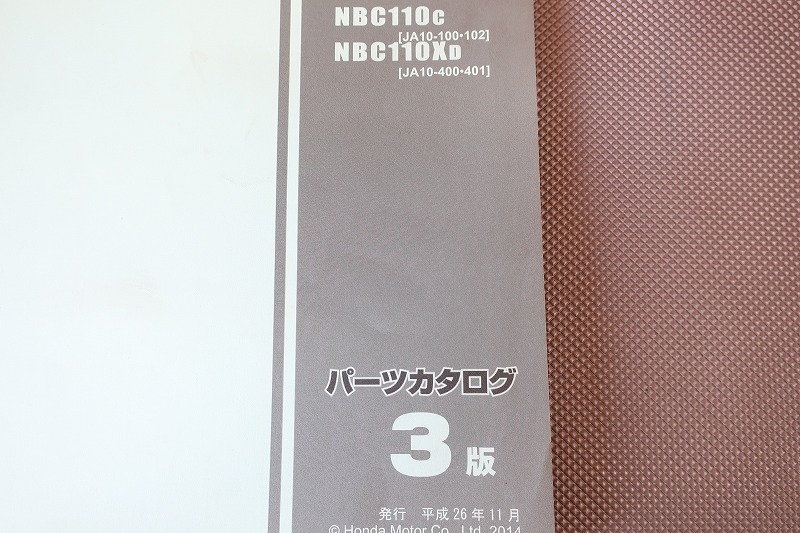 NBC110C
[JA10-100•102]
NBC110XD
[JA10-400•401]
パーツカタログ
3版
発行 平成26年11月
© Honda Motor Co., Ltd. 2014